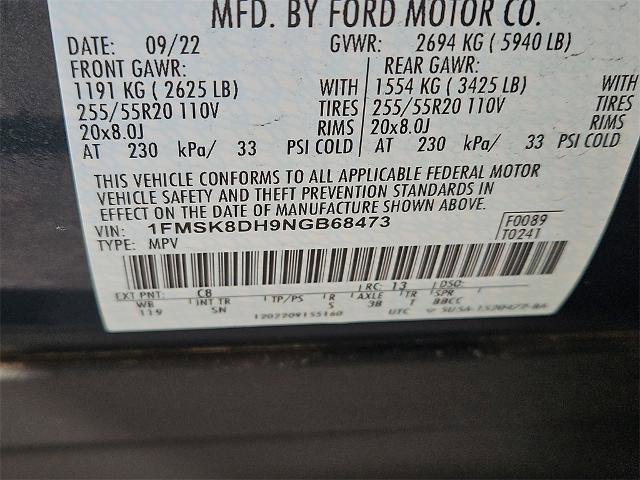 MFD. BY FORD MOTOR CO.
DATE: 09/22 GVWR: 2694 KG ( 5940 LB)
FRONT GAWR: REAR GAWR:
1191 KG ( 2625 LB) WITH 1554 KG ( 3425 LB) WITH
255/55R20 110V TIRES 255/55R20 110V TIRES
20x8.0J RIMS 20x8.0J RIMS
AT 230 kPa/ 33 PSI COLD AT 230 kPa/ 33 PSI COLD
THIS VEHICLE CONFORMS TO ALL APPLICABLE FEDERAL MOTOR
VEHICLE SAFETY AND THEFT PREVENTION STANDARDS IN
EFFECT ON THE DATE OF MANUFACTURE SHOWN ABOVE.
VIN: 1FMSK8DH9NGB68473 F0089
TYPE: MPV T0241
EXT PNT: C8 RC: 13 DSO:
WB INT TR TP/PS R AXLE TR SPR
119 SN S 38 T 88CC
1202209155160 UTC